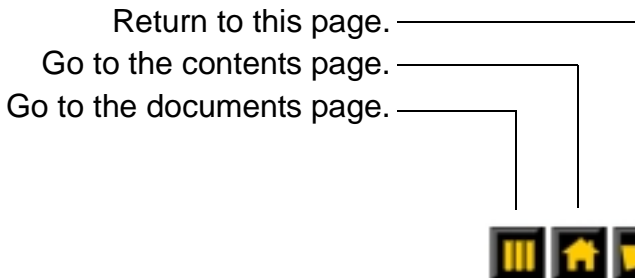 Return to this page.
Go to the contents page.
Go to the documents page.